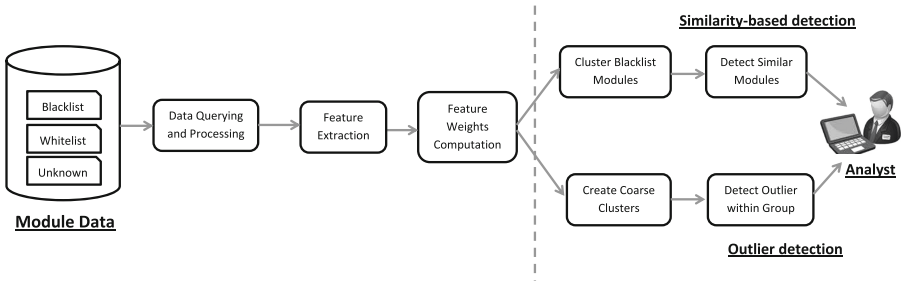 Similarity-based detection
Blacklist
Whitelist
Unknown
Module Data
Data Querying
and Processing
Feature
Extraction
Feature
Weights
Computation
Cluster Blacklist
Modules
Detect Similar
Modules
Create Coarse
Clusters
Detect Outlier
within Group
Analyst
Outlier detection